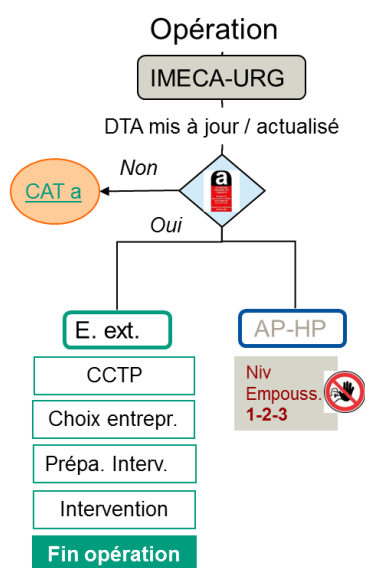 Opération
IMECA-URG
DTA mis à jour / actualisé
Non
CAT a
a
Oui
E. ext.
AP-HP
CCTP
Niv
Empouss.
1-2-3
Choix entrepr.
Prépa. Interv.
Intervention
Fin opération